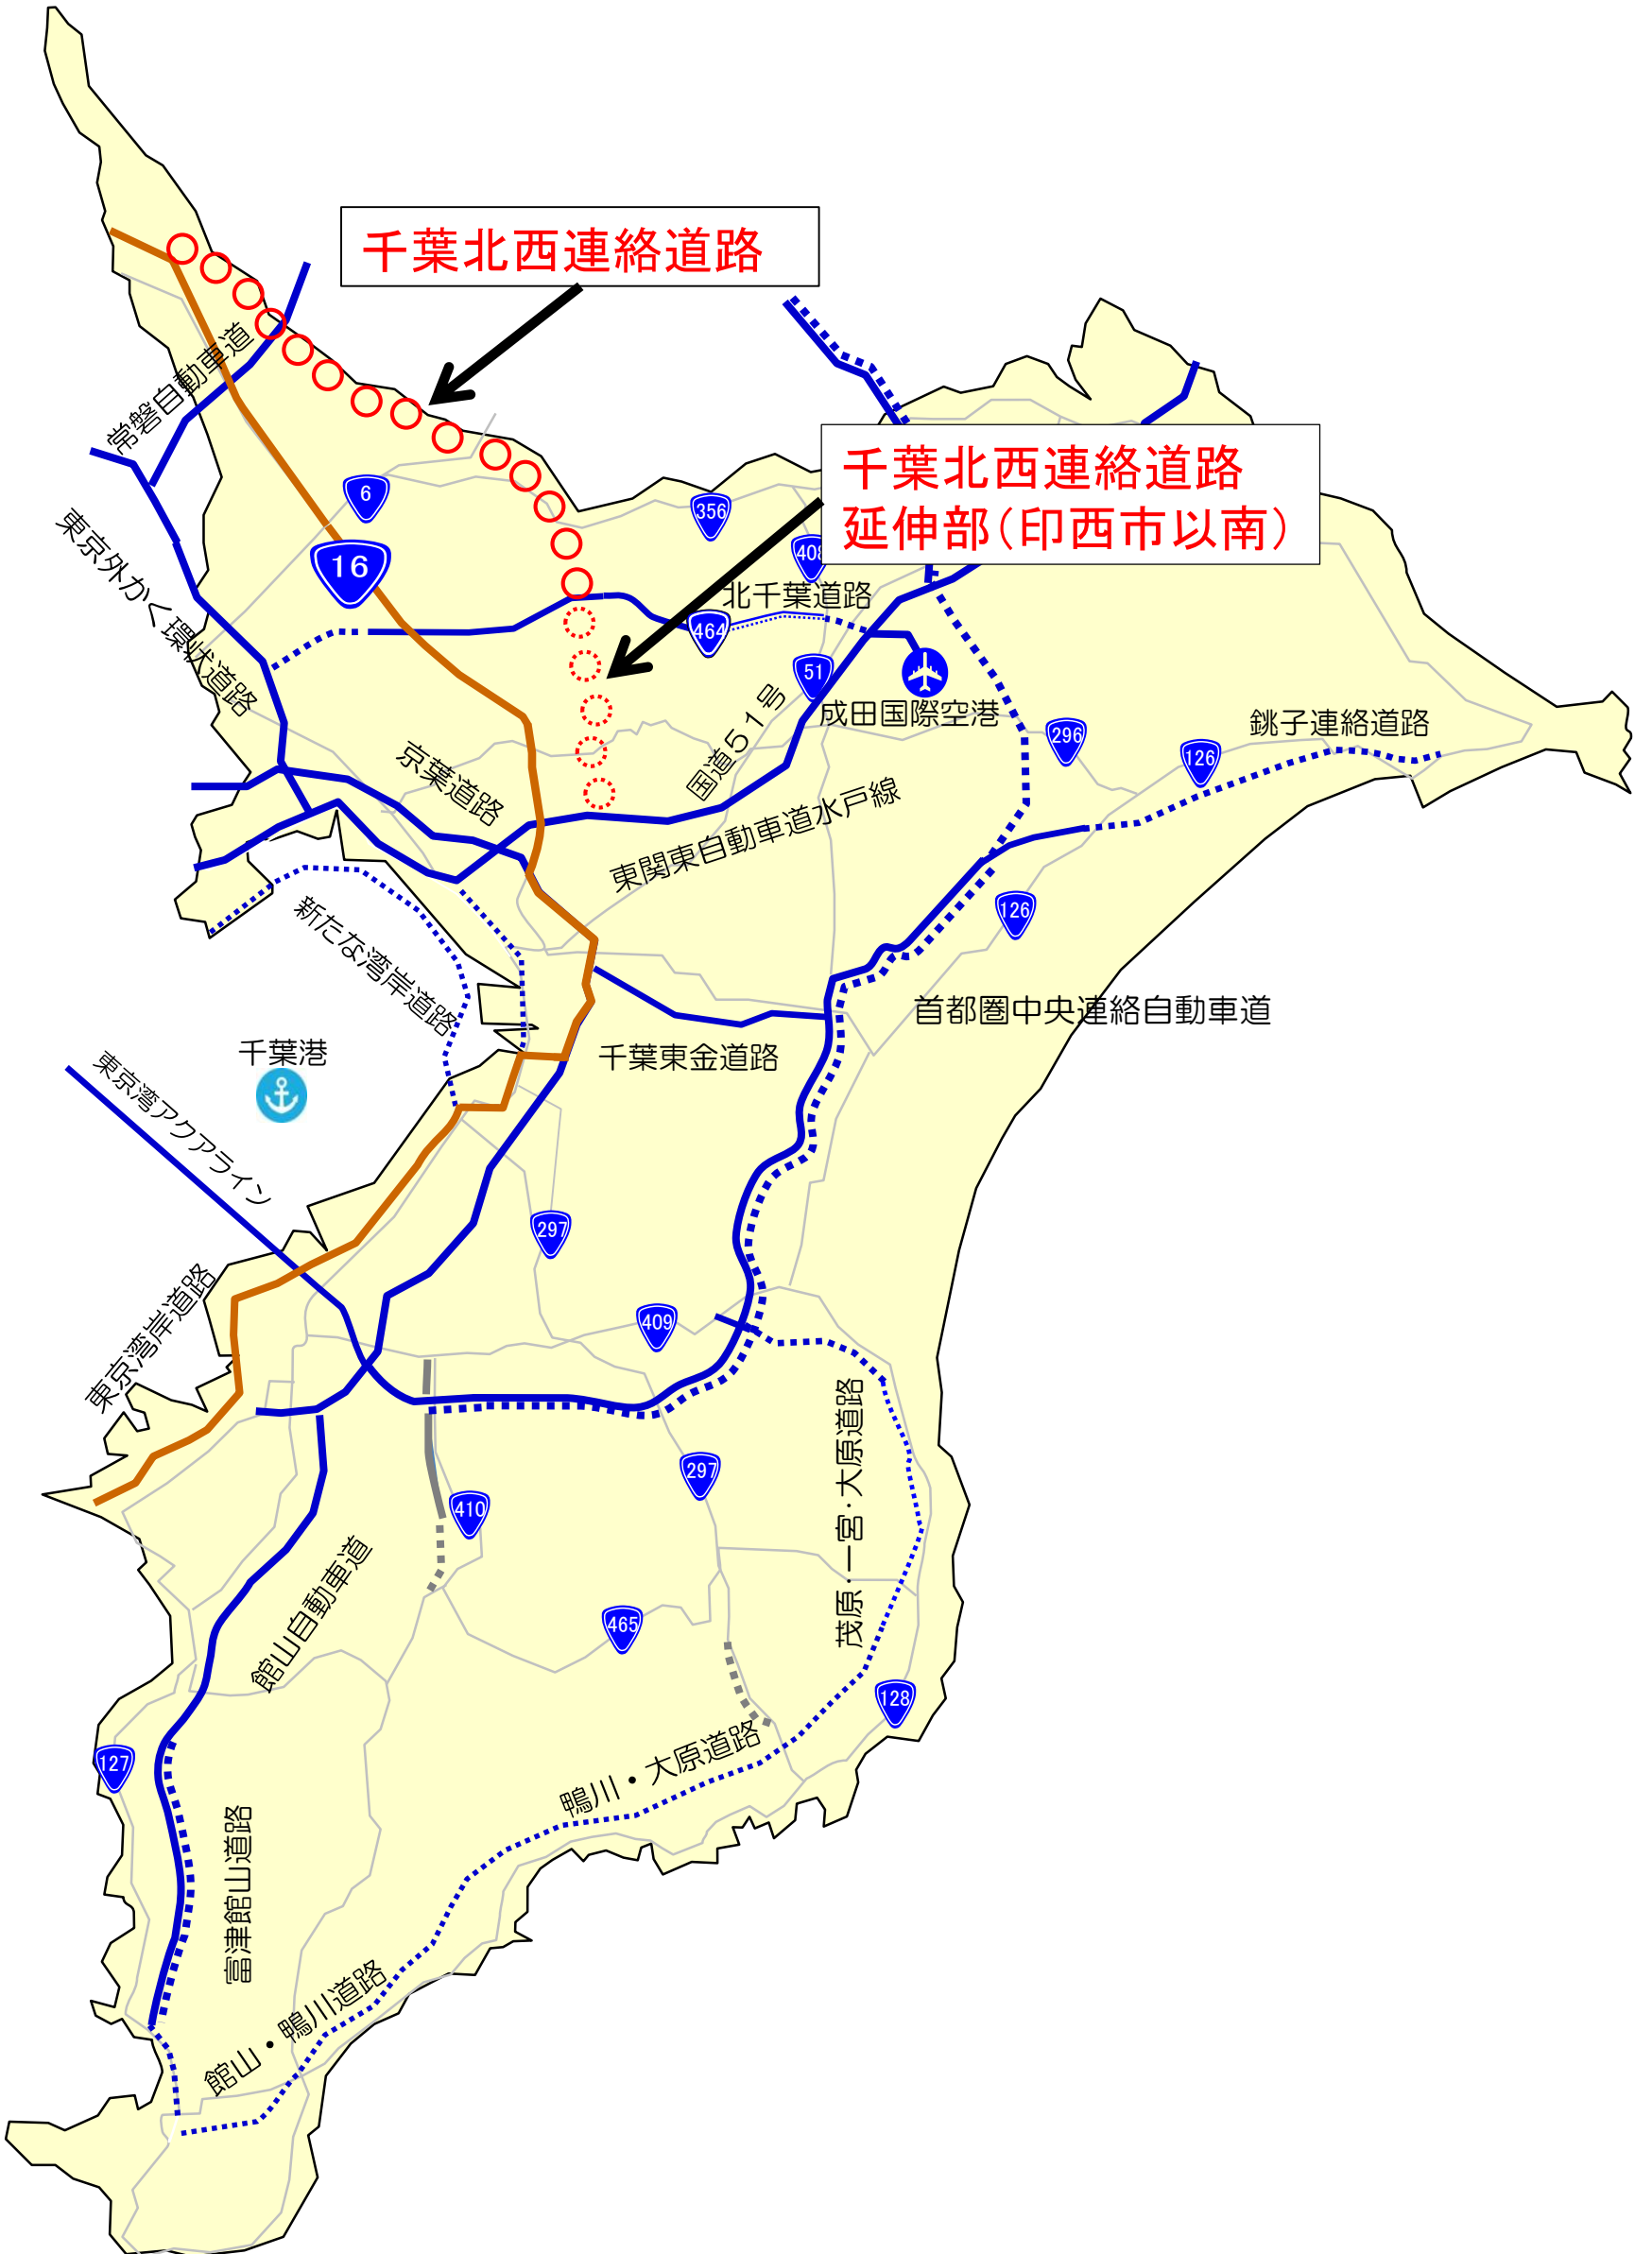 千葉北西連絡道路
千葉北西連絡道路
延伸部(印西市以南)
常磐自動車道
6
356
408
16
東京外かく環状道路
北千葉道路
464
51
成田国際空港
国道51号
296
銚子連絡道路
126
京葉道路
東関東自動車道水戸線
126
新たな湾岸道路
首都圏中央連絡自動車道
千葉港
千葉東金道路
東京湾アクアライン
297
東京湾岸道路
409
茂原・一宮・大原道路
297
410
館山自動車道
465
128
127
鴨川・大原道路
富津館山道路
館山・鴨川道路